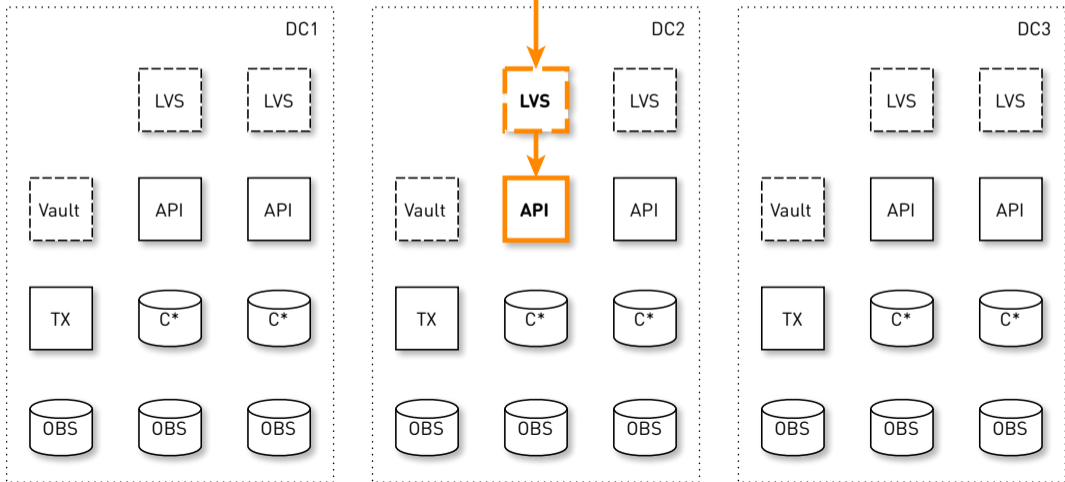 DC1
LVS LVS
Vault API API
TX C* C*
OBS OBS OBS
DC2
LVS LVS
Vault API API
TX C* C*
OBS OBS OBS
DC3
LVS LVS
Vault API API
TX C* C*
OBS OBS OBS